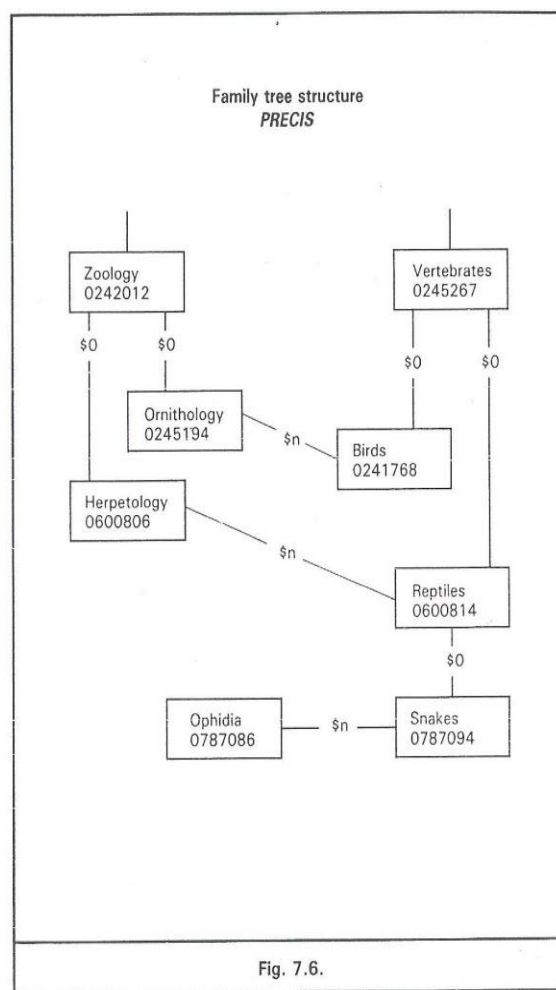 Family tree structure
PRECIS
Zoology
0242012
Vertebrates
0245267
$0
$0
$0
$0
Ornithology
0245194
$n
Birds
0241768
Herpetology
0600806
$n
Reptiles
0600814
$0
Ophidia
0787086
$n
Snakes
0787094
Fig. 7.6.